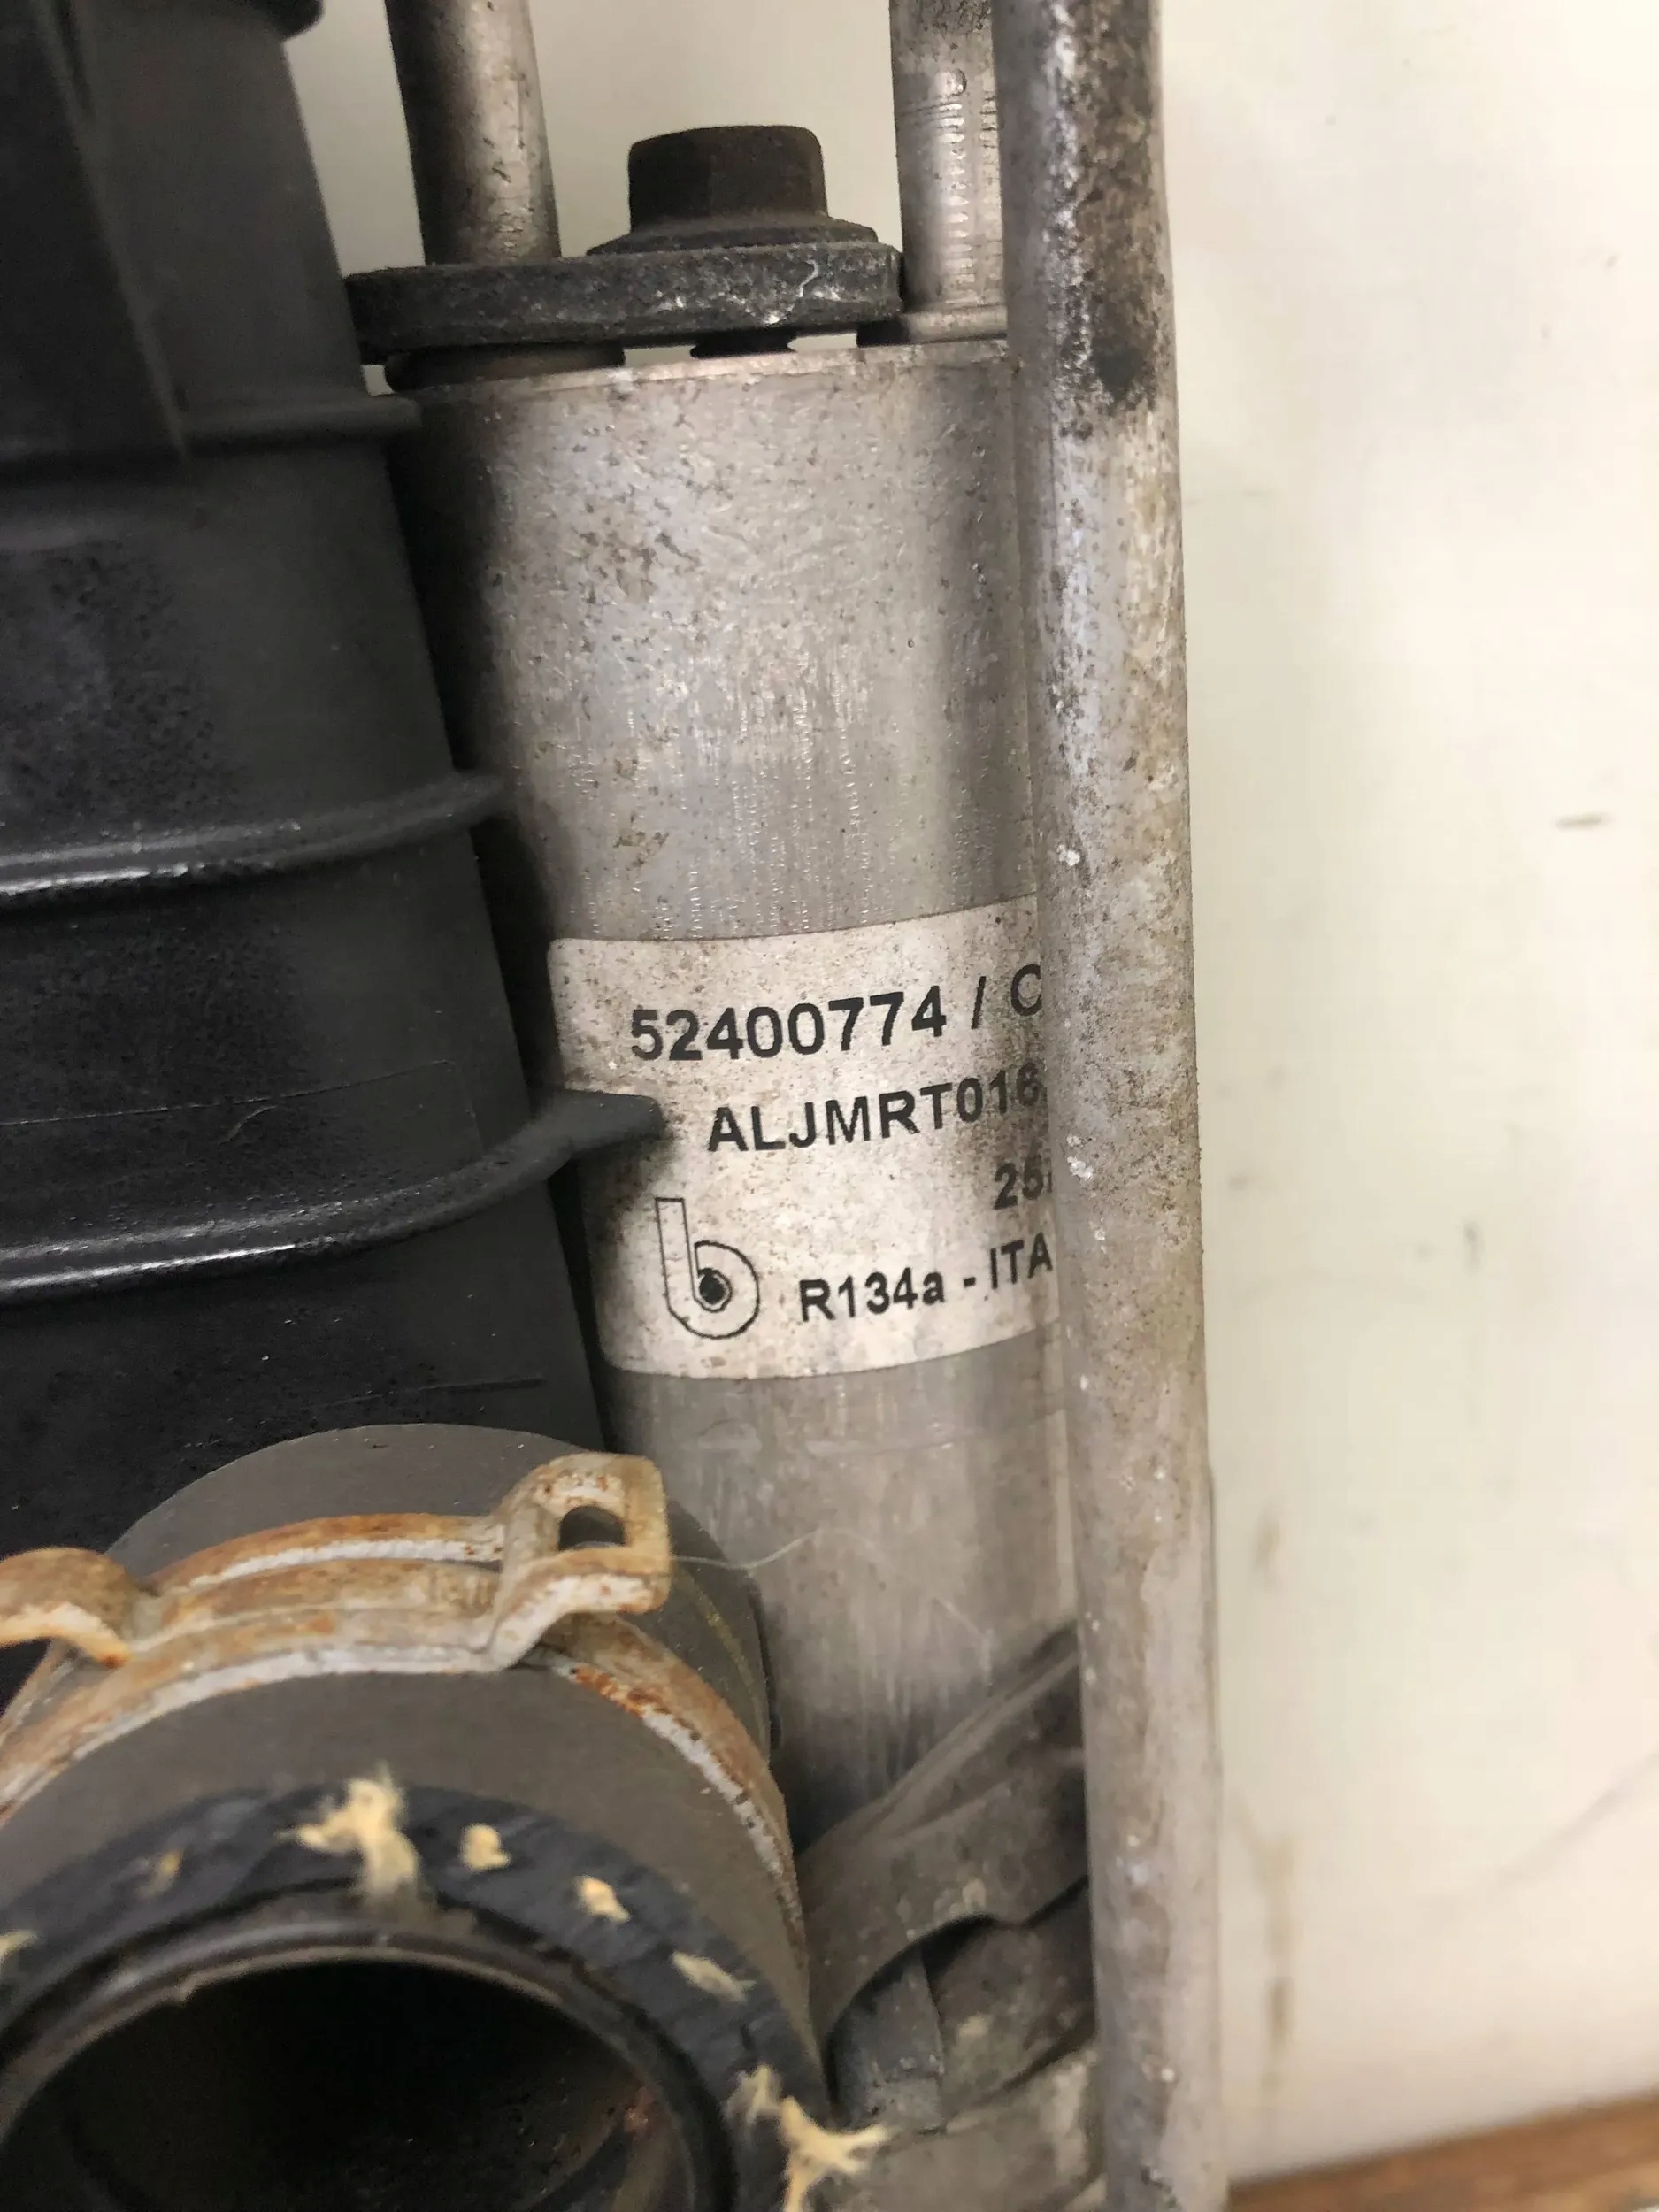 52400774 / C
ALJMRT016
25
R134a - ITA